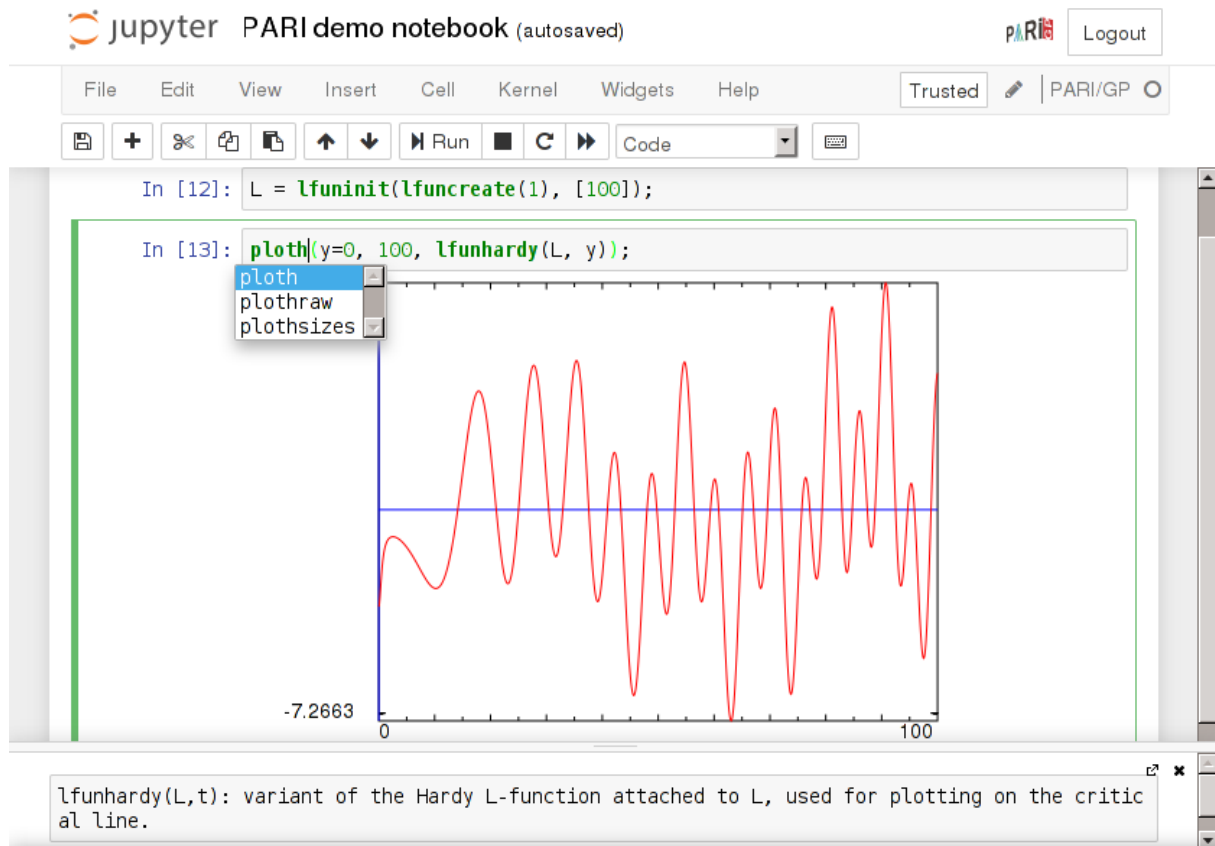 jupyter PARI demo notebook (autosaved) PARI GP Logout
File Edit View Insert Cell Kernel Widgets Help Trusted PARI/GP
Run Code
In [12]: L = lfuninit(lfuncreate(1), [100]);
In [13]: ploth(y=0, 100, lfunhardy(L, y));
ploth
plothraw
plothsizes
-7.2663
0 100
lfunhardy(L,t): variant of the Hardy L-function attached to L, used for plotting on the critic
al line.